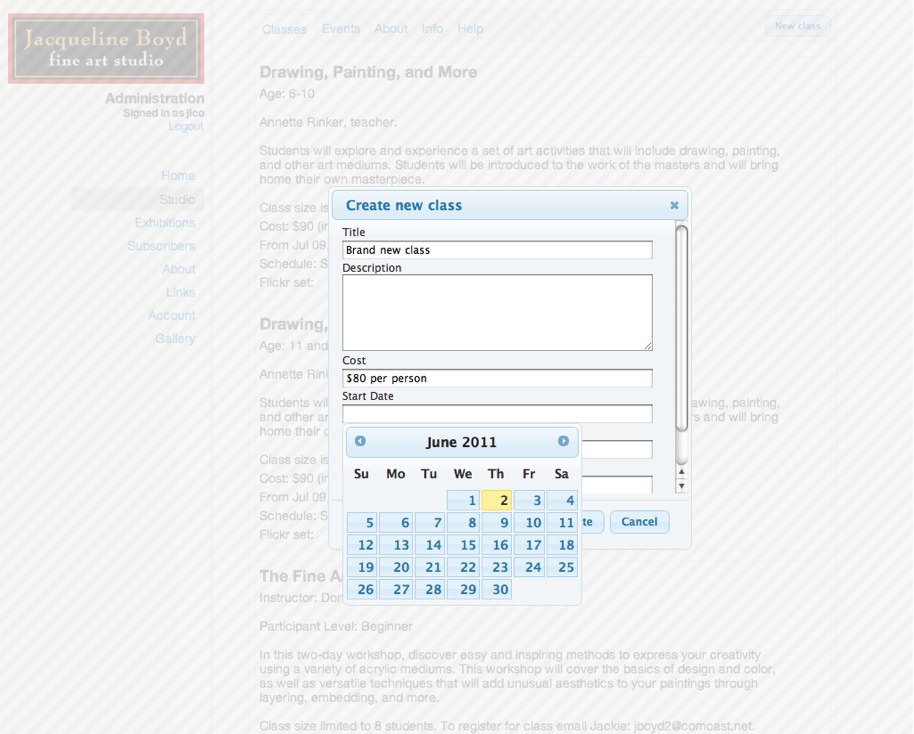 Jacqueline Boyd
fine art studio
Administration
Signed in as jlco
Logout
Home
Studio
Exhibitions
Subscribers
About
Links
Account
Gallery
Classes Events About Info Help
New class
Drawing, Painting, and More
Age: 6-10
Annette Rinker, teacher.
Students will explore and experience a set of art activities that will include drawing, painting,
and other art mediums. Students will be introduced to the work of the masters and will bring
home their own masterpiece.
Class size is
Cost: $90
From Jul 09,
Schedule:
Flickr set:
Drawing,
Age: 11 and
Annette
Students
and other
home their
Class size is
Cost: $90
From Jul 09,
Schedule:
Flickr set:
painting,
and will bring
Create new class
Title
Brand new class
Description
Cost
$80 per person
Start Date
June 2011
Su Mo Tu We Th Fr Sa
1 2 3 4
5 6 7 8 9 10 11
12 13 14 15 16 17 18
19 20 21 22 23 24 25
26 27 28 29 30
te Cancel
The Fine
Instructor:
Participant Level: Beginner
In this two-day workshop, discover easy and inspiring methods to express your creativity
using a variety of acrylic mediums. This workshop will cover the basics of design and color,
as well as versatile techniques that will add unusual aesthetics to your paintings through
layering, embedding, and more.
Class size limited to 8 students. To register for class email Jackie: jboyd2@comcast.net.